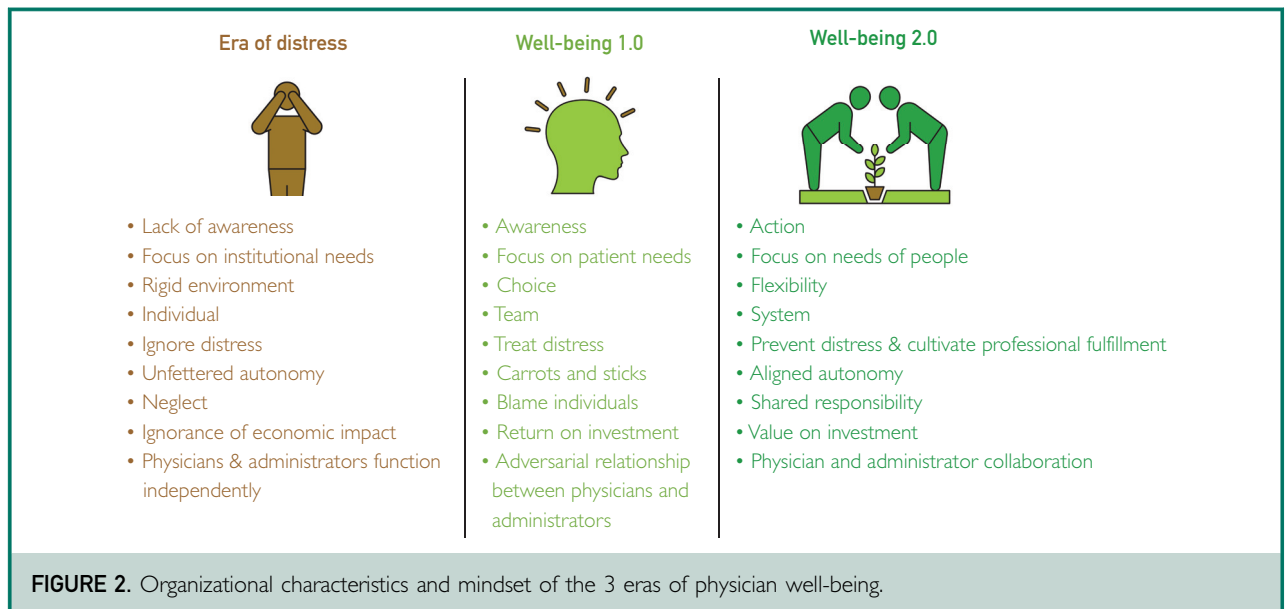 Era of distress
• Lack of awareness
• Focus on institutional needs
• Rigid environment
• Individual
• Ignore distress
• Unfettered autonomy
• Neglect
• Ignorance of economic impact
• Physicians & administrators function
independently
Well-being 1.0
• Awareness
• Focus on patient needs
• Choice
• Team
• Treat distress
• Carrots and sticks
• Blame individuals
• Return on investment
• Adversarial relationship
between physicians and
administrators
Well-being 2.0
• Action
• Focus on needs of people
• Flexibility
• System
• Prevent distress & cultivate professional fulfillment
• Aligned autonomy
• Shared responsibility
• Value on investment
• Physician and administrator collaboration
FIGURE 2. Organizational characteristics and mindset of the 3 eras of physician well-being.